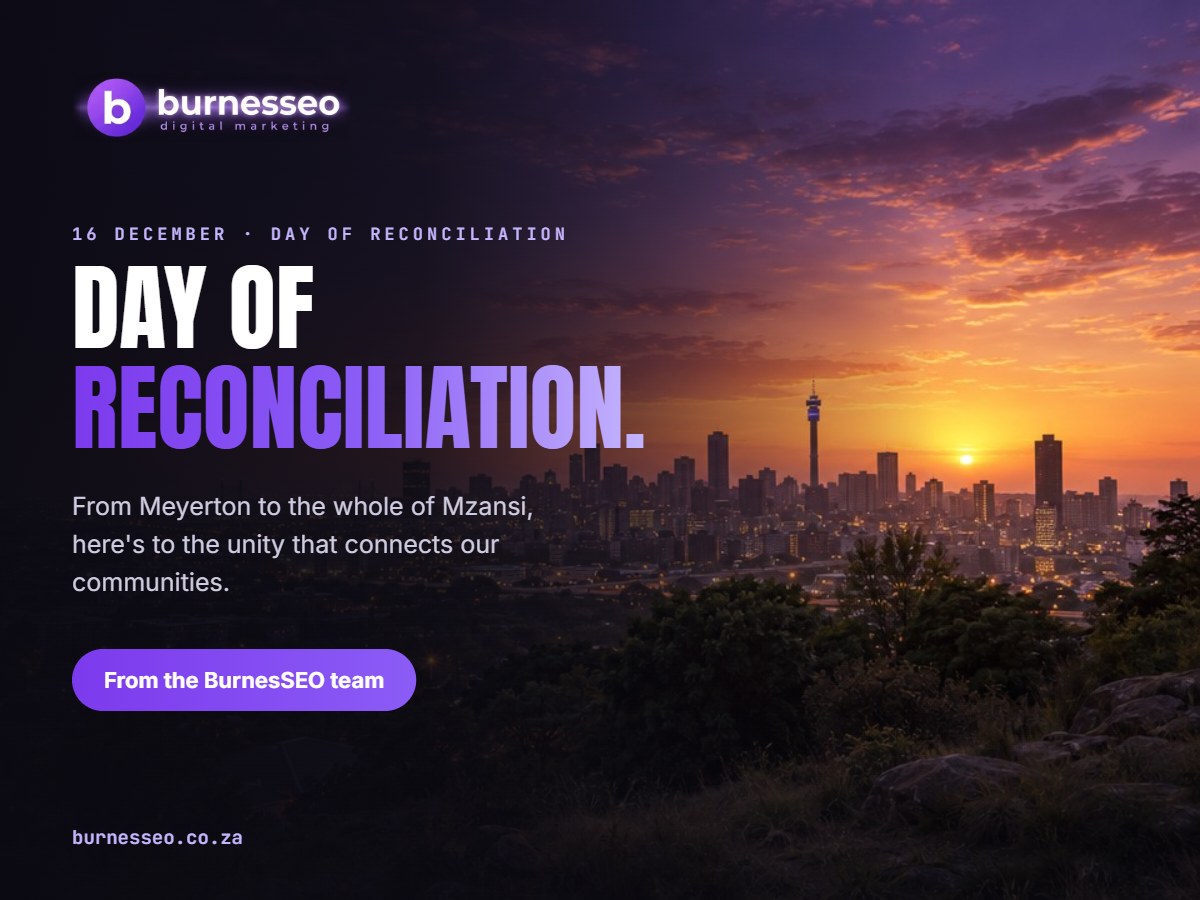 b burnesseo
digital marketing
16 DECEMBER · DAY OF RECONCILIATION
DAY OF
RECONCILIATION.
From Meyerton to the whole of Mzansi,
here's to the unity that connects our
communities.
From the BurnesSEO team
burnesseo.co.za